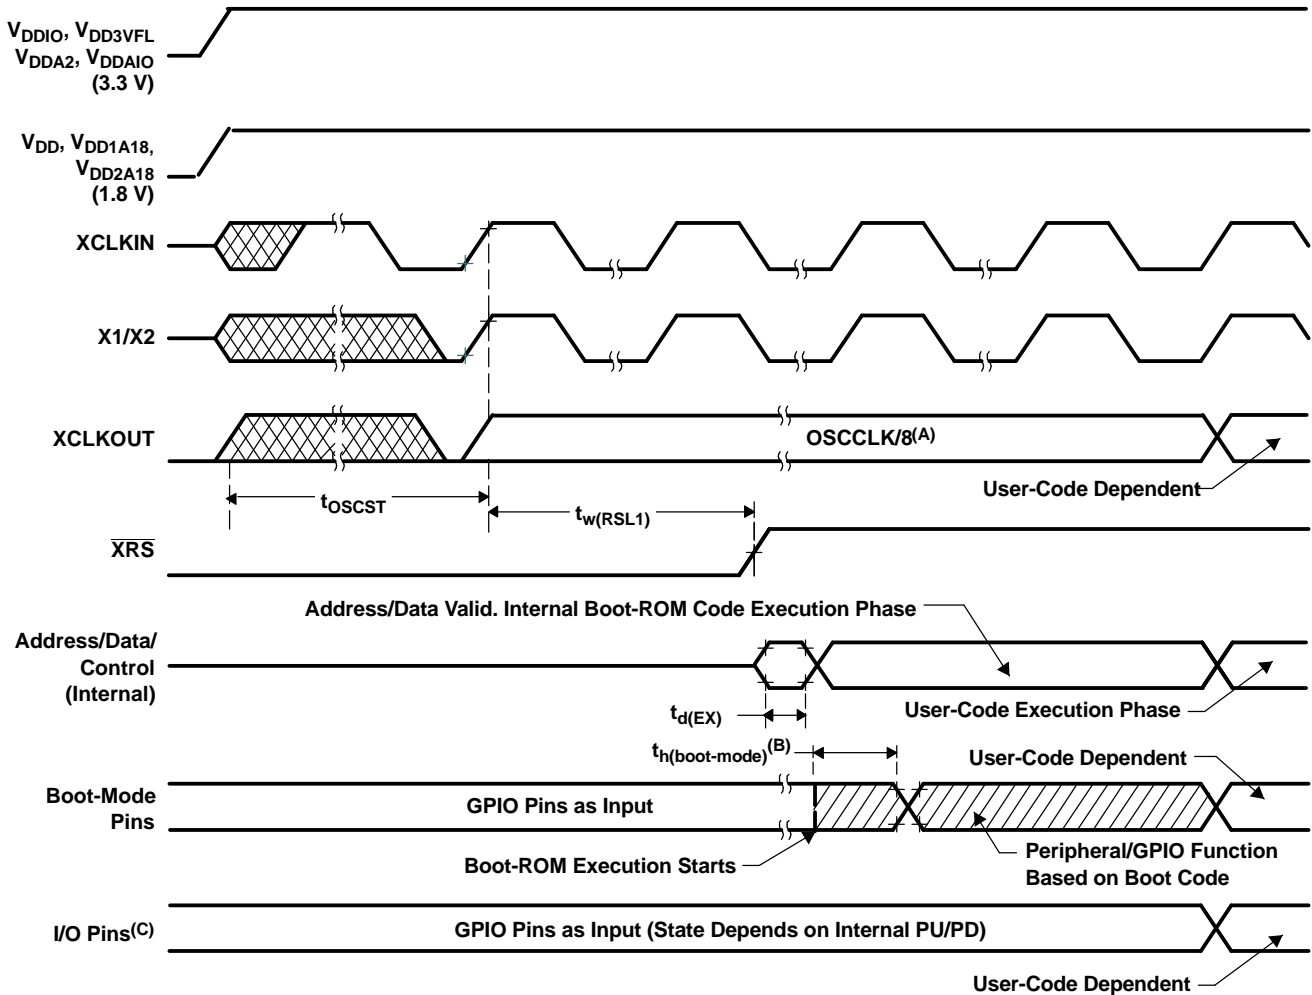 VDDIO, VDD3VFL
VDDA2, VDDAIO
(3.3 V)
VDD, VDD1A18,
VDD2A18
(1.8 V)
XCLKIN
X1/X2
XCLKOUT
OSCCLK/8(A)
User-Code Dependent
tOSCST
tw(RSL1)
XRS
Address/Data Valid. Internal Boot-ROM Code Execution Phase
Address/Data/
Control
(Internal)
td(EX)
User-Code Execution Phase
th(boot-mode)(B)
User-Code Dependent
Boot-Mode
Pins
GPIO Pins as Input
Boot-ROM Execution Starts
Peripheral/GPIO Function
Based on Boot Code
I/O Pins(C)
GPIO Pins as Input (State Depends on Internal PU/PD)
User-Code Dependent